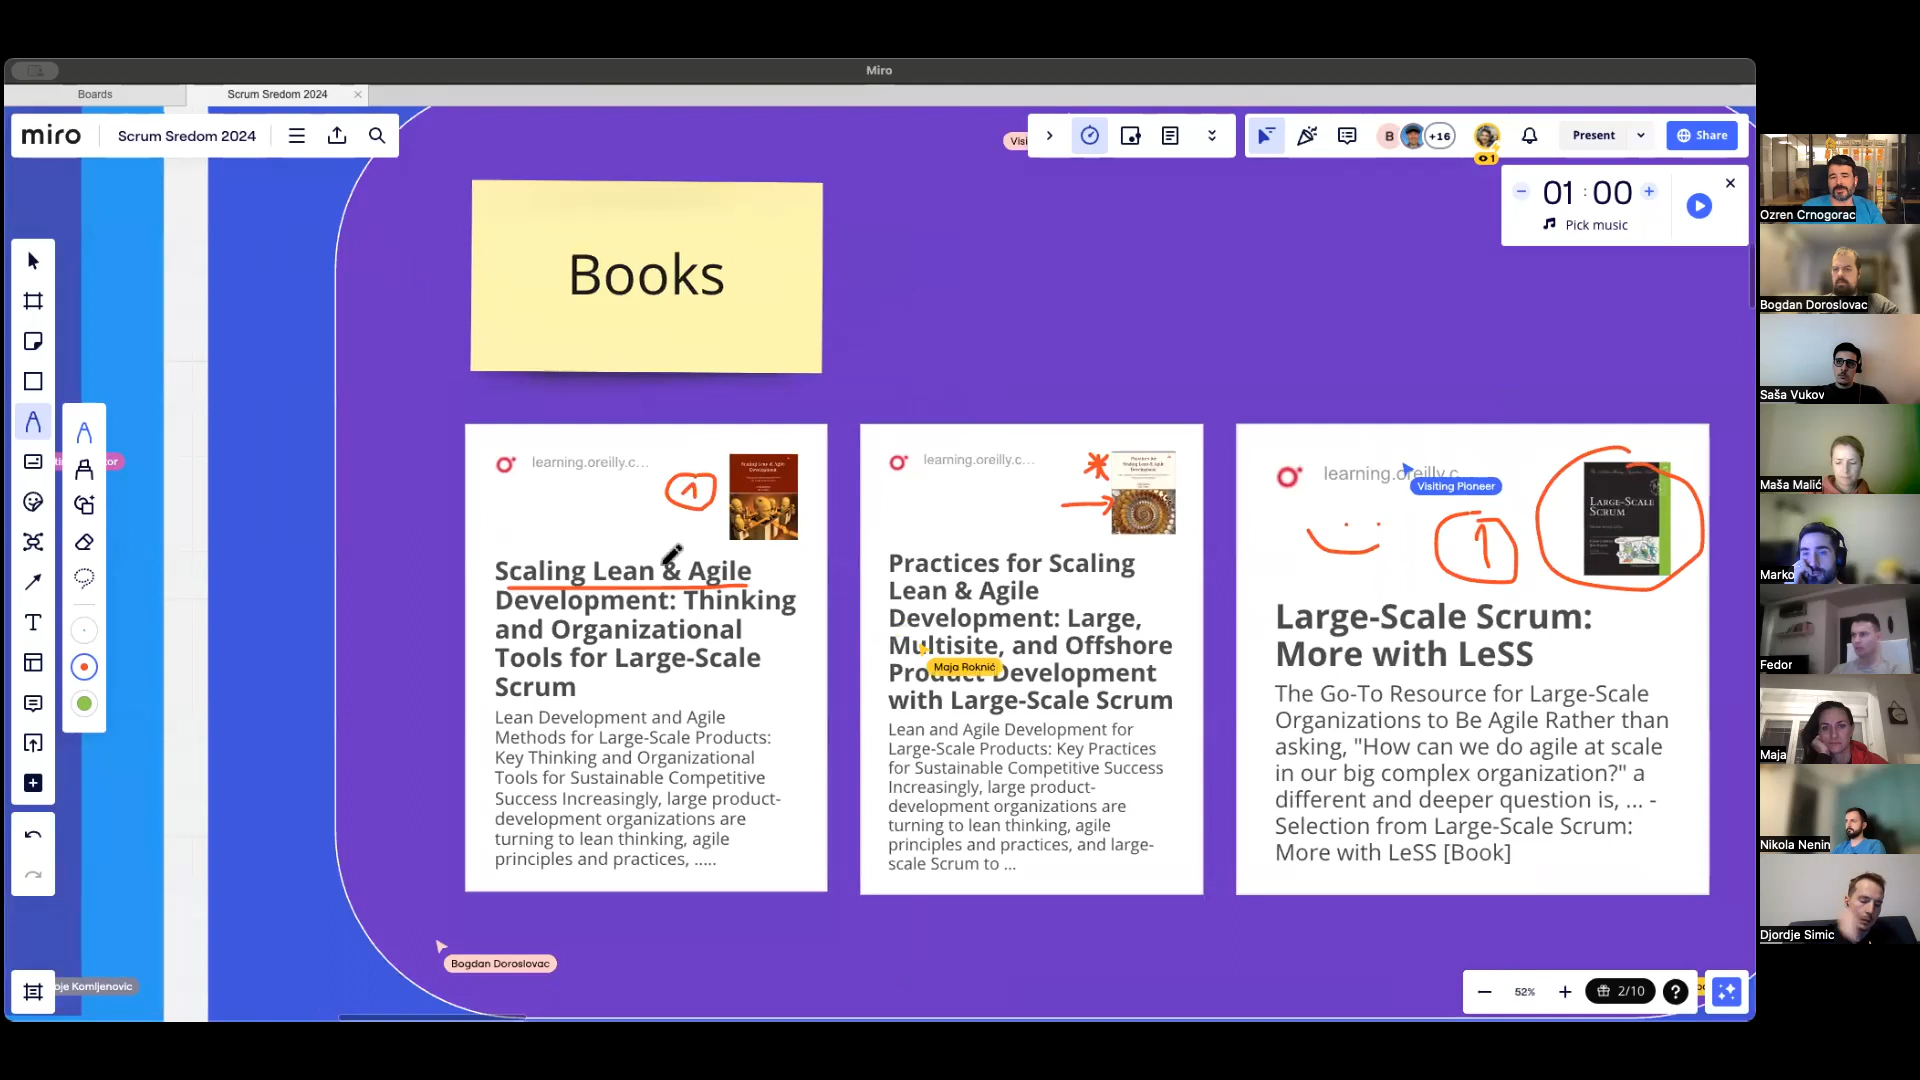 Miro
Boards
Scrum Sredom 2024
miro
Scrum Sredom 2024
Visi
B
+16
1
Present
Share
01 : 00
Pick music
Books
learning.oreilly.c...
1
Scaling Lean & Agile
Development: Thinking
and Organizational
Tools for Large-Scale
Scrum
Lean Development and Agile
Methods for Large-Scale Products:
Key Thinking and Organizational
Tools for Sustainable Competitive
Success Increasingly, large product-
development organizations are
turning to lean thinking, agile
principles and practices, .....
learning.oreilly.c...
Practices for Scaling
Lean & Agile
Development: Large,
Multisite, and Offshore
Product Development
with Large-Scale Scrum
Maja Roknić
Lean and Agile Development for
Large-Scale Products: Key Practices
for Sustainable Competitive Success
Increasingly, large product-
development organizations are
turning to lean thinking, agile
principles and practices, and large-
scale Scrum to ...
learning.oreilly.c
Visiting Pioneer
1
LARGE-SCALE
SCRUM
Large-Scale Scrum:
More with LeSS
The Go-To Resource for Large-Scale
Organizations to Be Agile Rather than
asking, "How can we do agile at scale
in our big complex organization?" a
different and deeper question is, ... -
Selection from Large-Scale Scrum:
More with LeSS [Book]
Bogdan Doroslovac
oje Komljenovic
52%
2/10
?
Ozren Crnogorac
Bogdan Doroslovac
Saša Vukov
Maša Malić
Marko
Fedor
Maja
Nikola Nenin
Djordje Simic